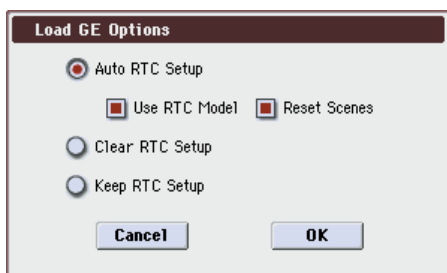 Load GE Options
Auto RTC Setup
Use RTC Model Reset Scenes
Clear RTC Setup
Keep RTC Setup
Cancel OK